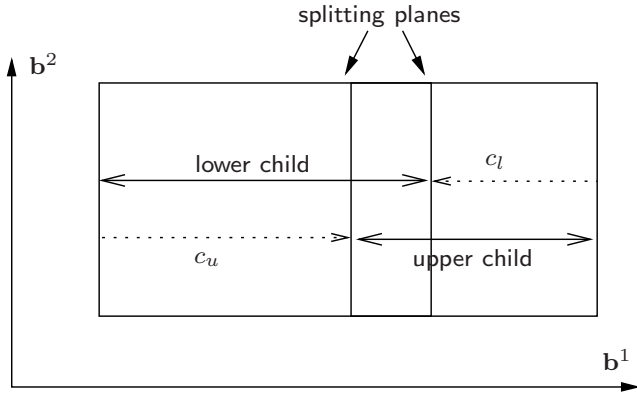 splitting planes
b²
lower child
c_l
c_u
upper child
b¹